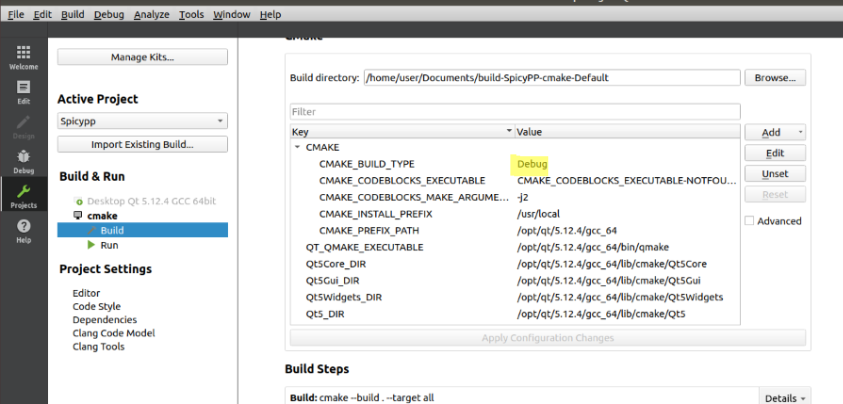 File Edit Build Debug Analyze Tools Window Help
Welcome
Edit
Design
Debug
Projects
Help
Manage Kits...
Active Project
Spicypp
Import Existing Build...
Build & Run
Desktop Qt 5.12.4 GCC 64bit
cmake
Build
Run
Project Settings
Editor
Code Style
Dependencies
Clang Code Model
Clang Tools
CMake
Build directory: /home/user/Documents/build-SpicyPP-cmake-Default Browse...
Filter
Key Value
CMAKE
CMAKE_BUILD_TYPE Debug
CMAKE_CODEBLOCKS_EXECUTABLE CMAKE_CODEBLOCKS_EXECUTABLE-NOTFOU...
CMAKE_CODEBLOCKS_MAKE_ARGUME... -j2
CMAKE_INSTALL_PREFIX /usr/local
CMAKE_PREFIX_PATH /opt/qt/5.12.4/gcc_64
QT_QMAKE_EXECUTABLE /opt/qt/5.12.4/gcc_64/bin/qmake
Qt5Core_DIR /opt/qt/5.12.4/gcc_64/lib/cmake/Qt5Core
Qt5Gui_DIR /opt/qt/5.12.4/gcc_64/lib/cmake/Qt5Gui
Qt5Widgets_DIR /opt/qt/5.12.4/gcc_64/lib/cmake/Qt5Widgets
Qt5_DIR /opt/qt/5.12.4/gcc_64/lib/cmake/Qt5
Add
Edit
Unset
Reset
Advanced
Apply Configuration Changes
Build Steps
Build: cmake --build . --target all Details